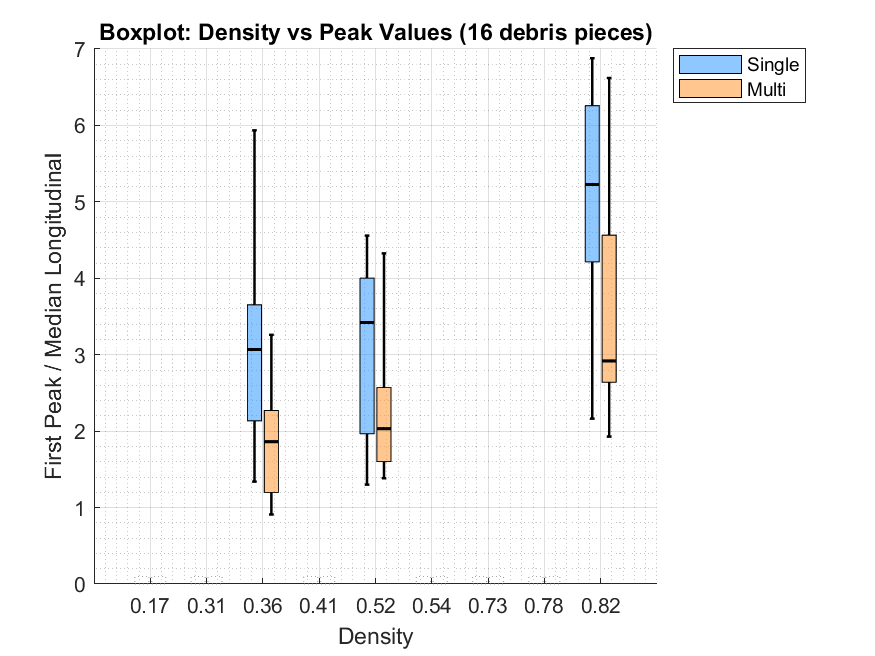 Boxplot: Density vs Peak Values (16 debris pieces)
Single
Multi
First Peak / Median Longitudinal
7
6
5
4
3
2
1
0
0.17 0.31 0.36 0.41 0.52 0.54 0.73 0.78 0.82
Density